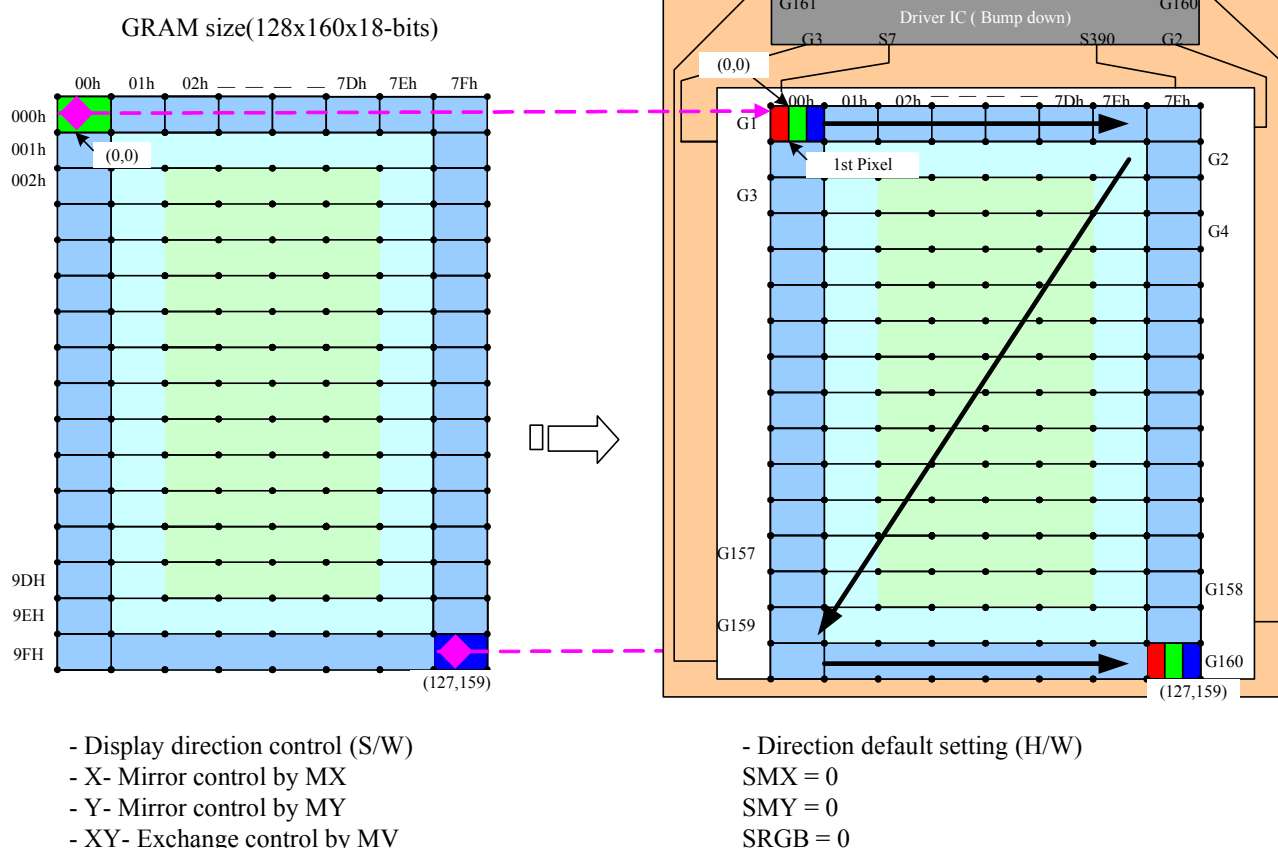 GRAM size(128x160x18-bits)
00h 01h 02h 7Dh 7Eh 7Fh
000h
(0,0)
001h
002h
9DH
9EH
9FH
(127,159)
G161 G160
Driver IC ( Bump down)
G3 S7 S390 G2
(0,0)
00h 01h 02h 7Dh 7Eh 7Fh
G1
1st Pixel
G2
G3
G4
G157
G158
G159
G160
(127,159)
- Display direction control (S/W)
- X- Mirror control by MX
- Y- Mirror control by MY
- XY- Exchange control by MV
- Direction default setting (H/W)
SMX = 0
SMY = 0
SRGB = 0